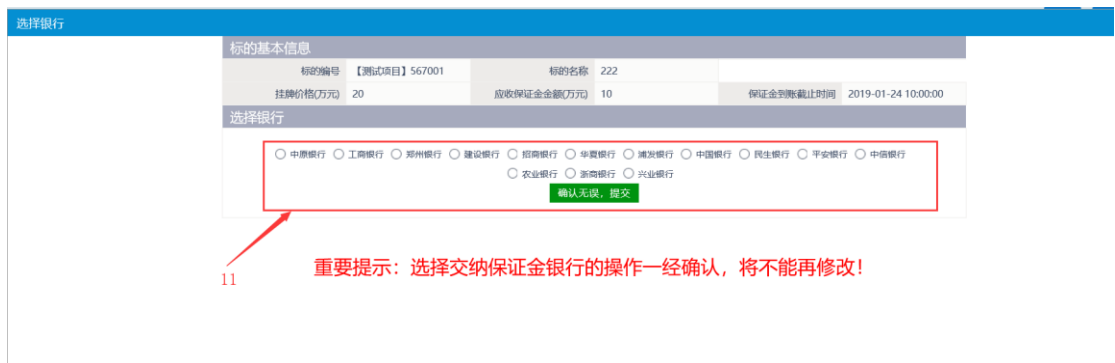 选择银行
标的基本信息
标的编号 【测试项目】567001 标的名称 222
挂牌价格(万元) 20 应收保证金金额(万元) 10 保证金到账截止时间 2019-01-24 10:00:00
选择银行
中原银行 工商银行 郑州银行 建设银行 招商银行 华夏银行 浦发银行 中国银行 民生银行 平安银行 中信银行
农业银行 浙商银行 兴业银行
确认无误，提交
重要提示：选择交纳保证金银行的操作一经确认，将不能再修改！
11